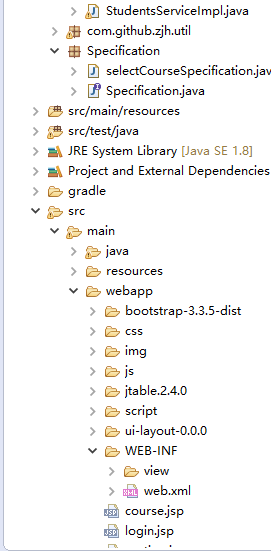 StudentsServiceImpl.java
com.github.zjh.util
Specification
selectCourseSpecification.jav
Specification.java
src/main/resources
src/test/java
JRE System Library [Java SE 1.8]
Project and External Dependencies
gradle
src
main
java
resources
webapp
bootstrap-3.3.5-dist
css
img
js
jtable.2.4.0
script
ui-layout-0.0.0
WEB-INF
view
web.xml
course.jsp
login.jsp